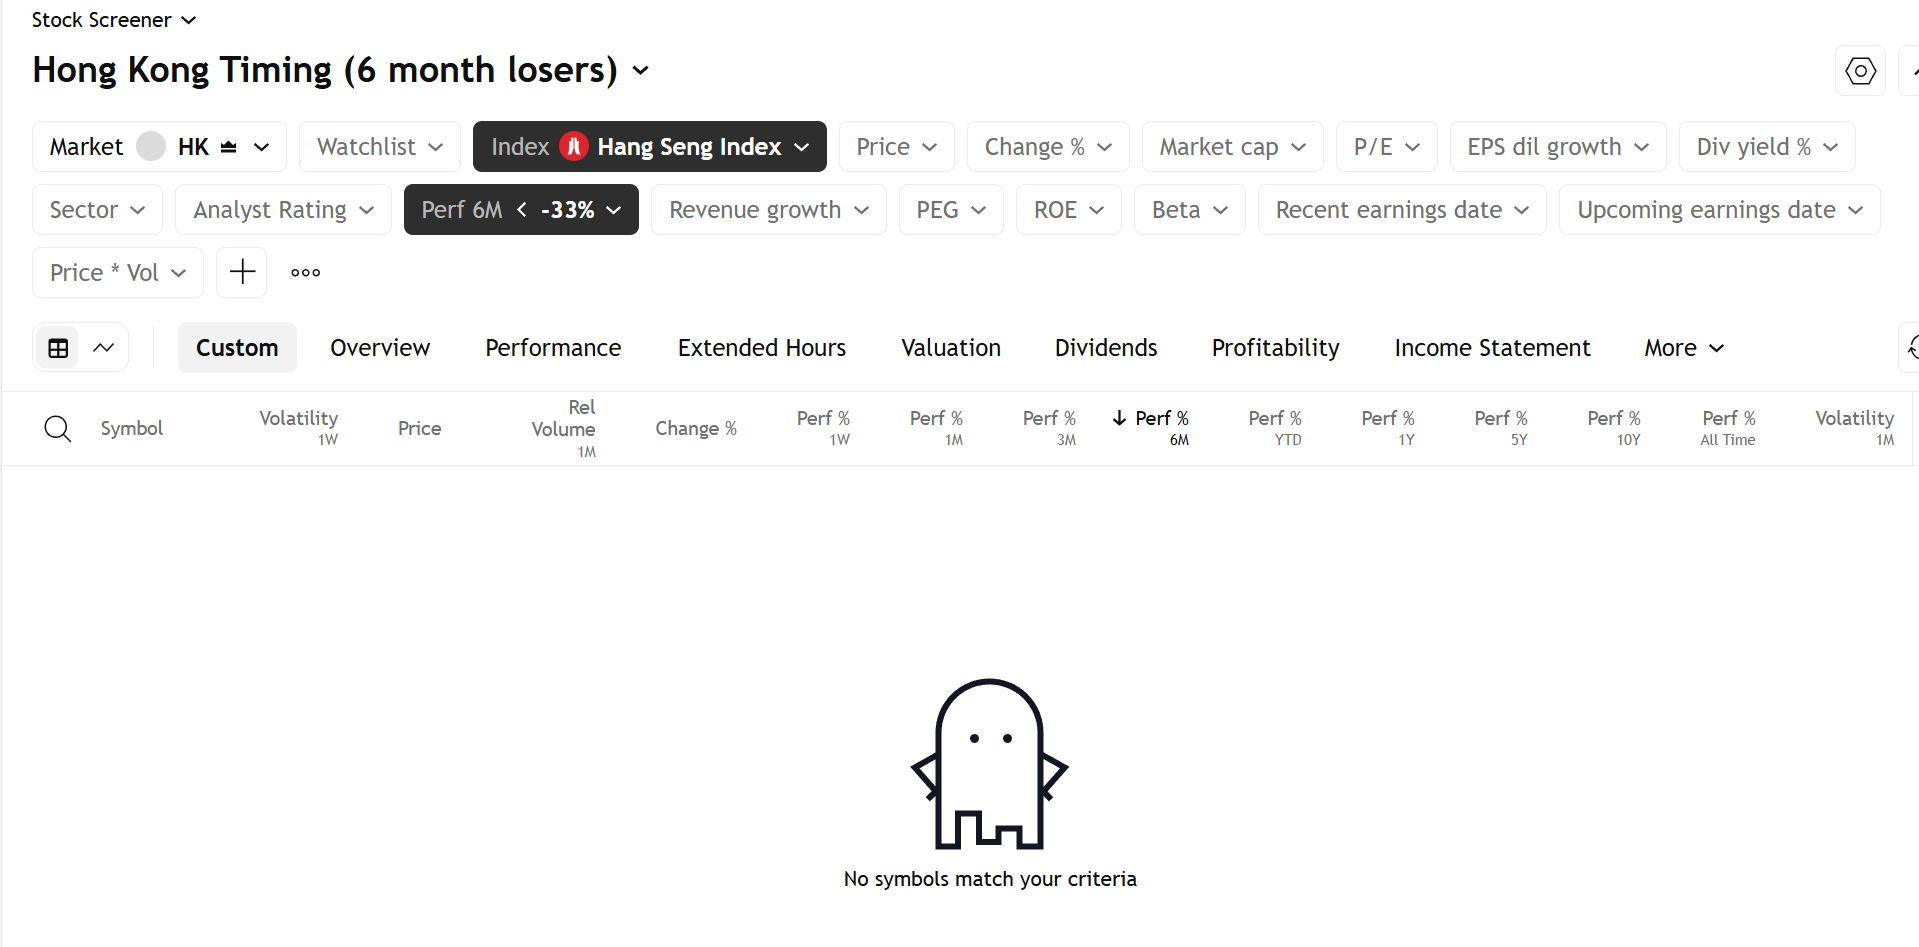 Stock Screener
Hong Kong Timing (6 month losers)
Market HK Watchlist Index Hang Seng Index Price Change % Market cap P/E EPS dil growth Div yield %
Sector Analyst Rating Perf 6M < -33% Revenue growth PEG ROE Beta Recent earnings date Upcoming earnings date
Price * Vol
Custom Overview Performance Extended Hours Valuation Dividends Profitability Income Statement More
Symbol Volatility 1W Price Rel Volume 1M Change % Perf % 1W Perf % 1M Perf % 3M Perf % 6M Perf % YTD Perf % 1Y Perf % 5Y Perf % 10Y Perf % All Time Volatility 1M
No symbols match your criteria